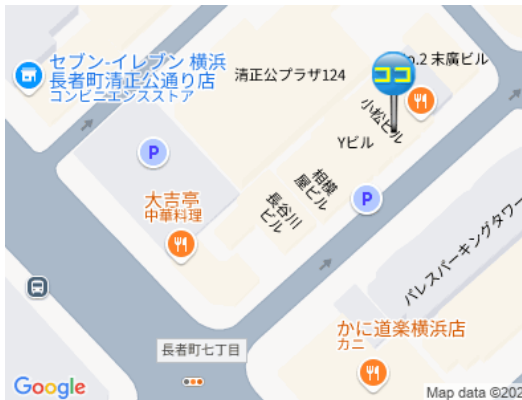 セブン-イレブン 横浜
長者町清正公通り店
コンビニエンスストア
清正公プラザ124
ココ
o.2 末廣ビル
小松ビル
Yビル
P
相模
屋ビル
長谷川
ビル
P
大吉亭
中華料理
パレスパーキングタワー
かに道楽横浜店
カニ
長者町七丁目
Google
Map data ©202